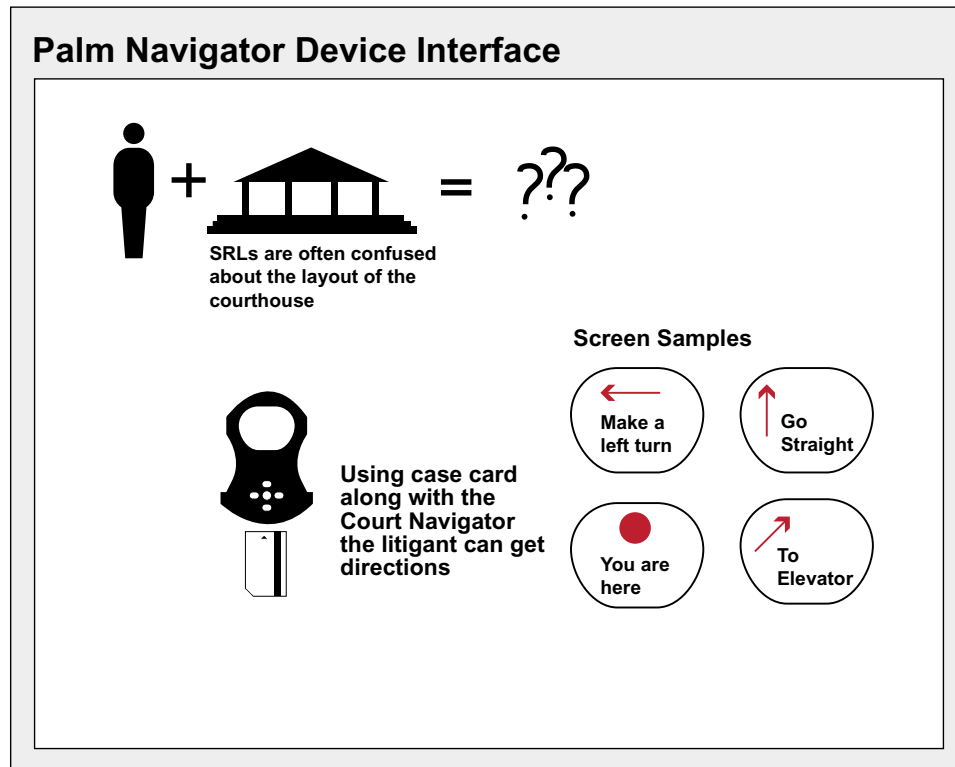 Palm Navigator Device Interface
+
=
???
SRLs are often confused
about the layout of the
courthouse
Screen Samples
Make a
left turn
Go
Straight
Using case card
along with the
Court Navigator
the litigant can get
directions
You are
here
To
Elevator